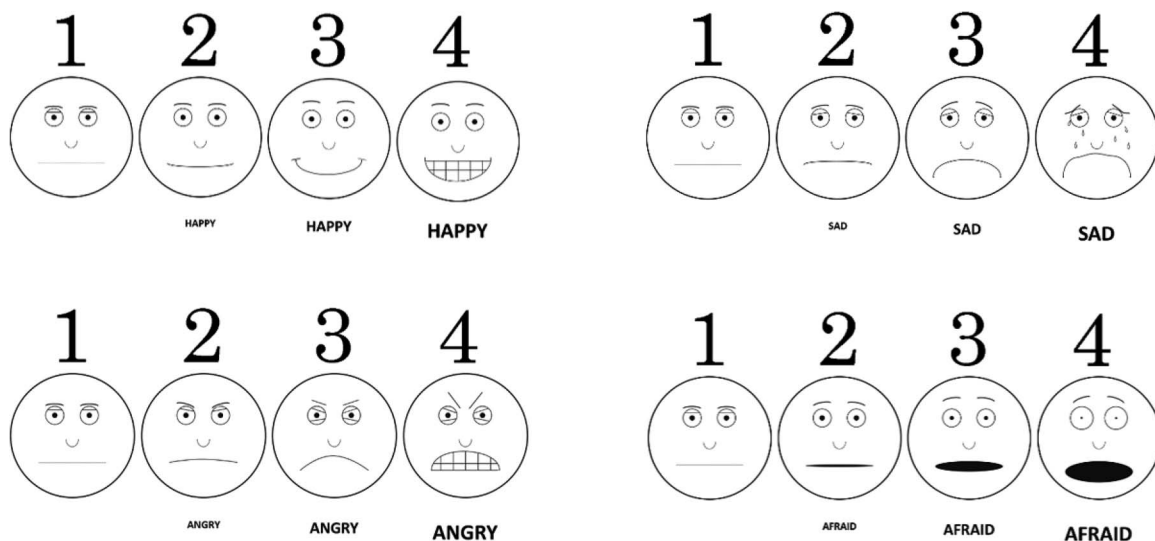 1 2 3 4
HAPPY HAPPY HAPPY
1 2 3 4
SAD SAD SAD
1 2 3 4
ANGRY ANGRY ANGRY
1 2 3 4
AFRAID AFRAID AFRAID